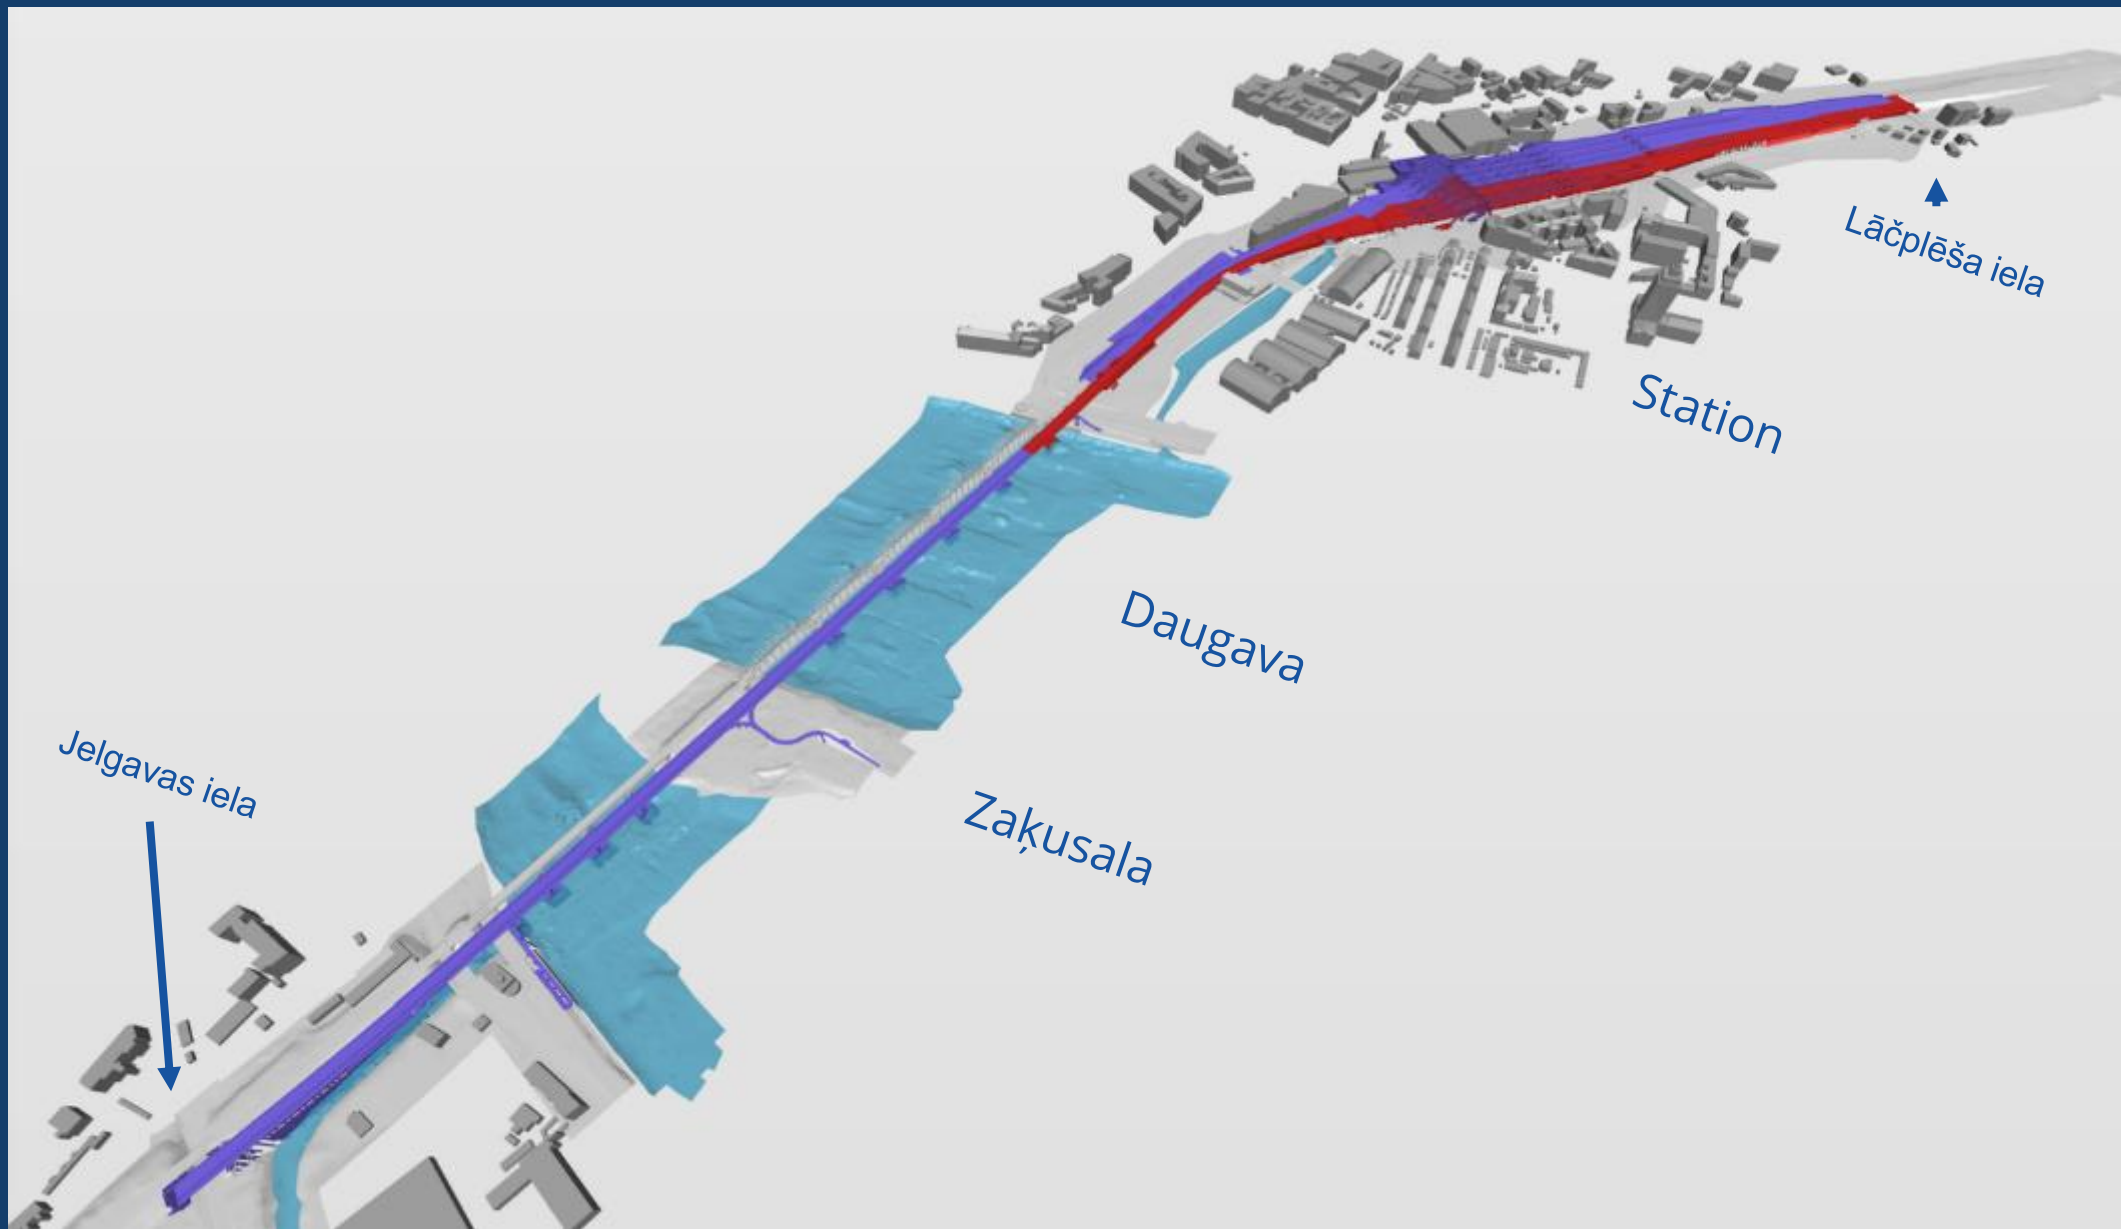 Lāčplēša iela
Station
Daugava
Zaķusala
Jelgavas iela